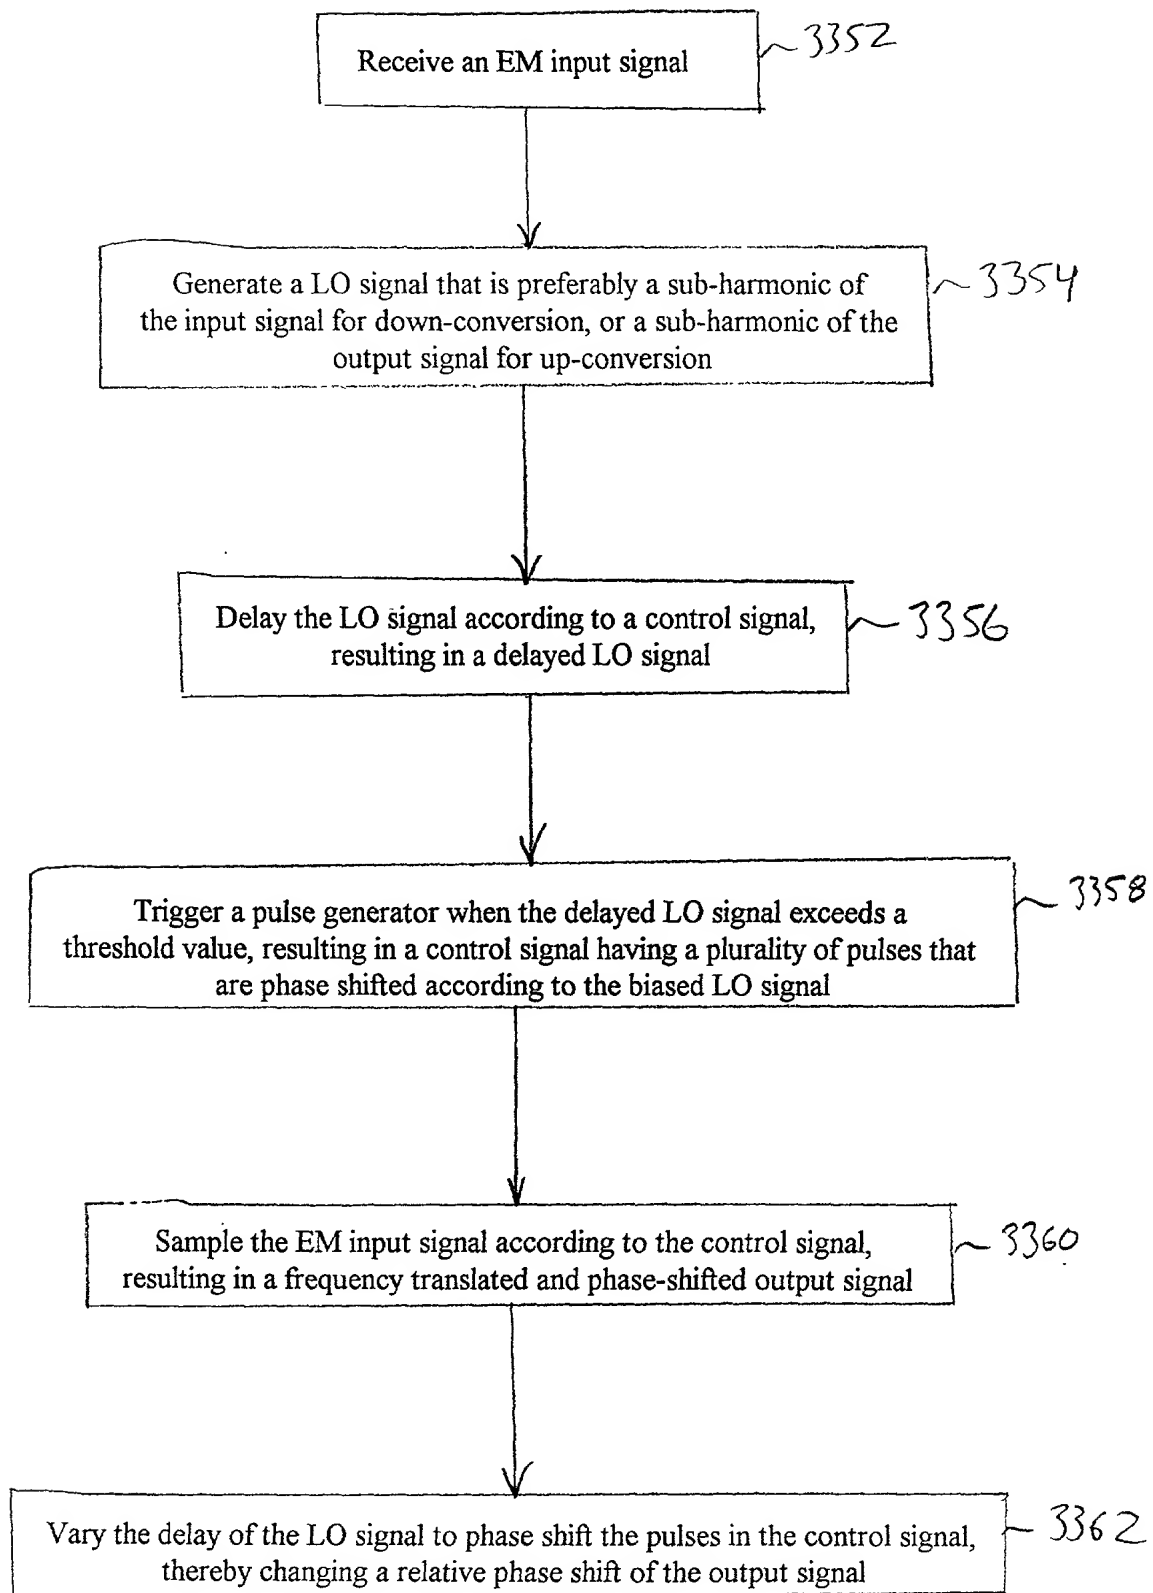 Receive an EM input signal
3352
Generate a LO signal that is preferably a sub-harmonic of
the input signal for down-conversion, or a sub-harmonic of the
output signal for up-conversion
3354
Delay the LO signal according to a control signal,
resulting in a delayed LO signal
3356
Trigger a pulse generator when the delayed LO signal exceeds a
threshold value, resulting in a control signal having a plurality of pulses that
are phase shifted according to the biased LO signal
3358
Sample the EM input signal according to the control signal,
resulting in a frequency translated and phase-shifted output signal
3360
Vary the delay of the LO signal to phase shift the pulses in the control signal,
thereby changing a relative phase shift of the output signal
3362